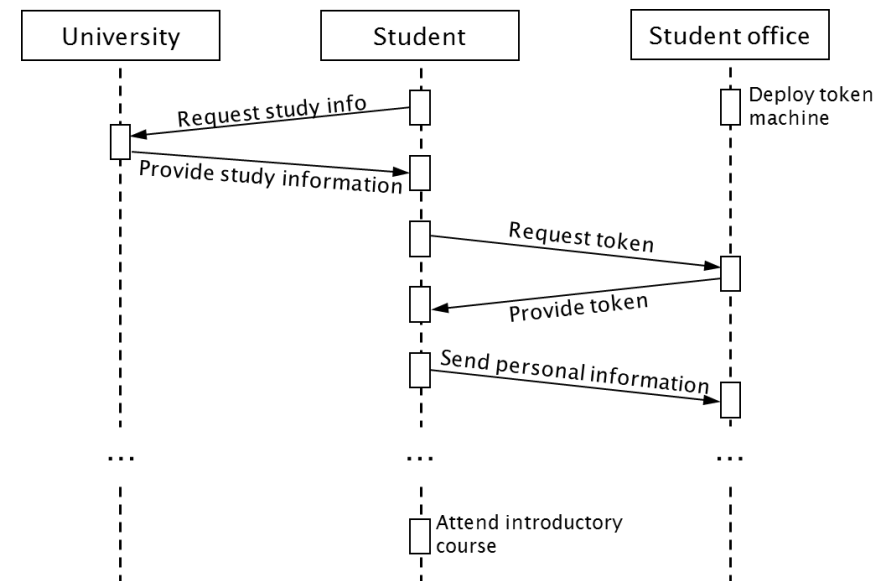 University
Student
Student office
Deploy token
machine
Request study info
Provide study information
Request token
Provide token
Send personal information
... ... ...
Attend introductory
course